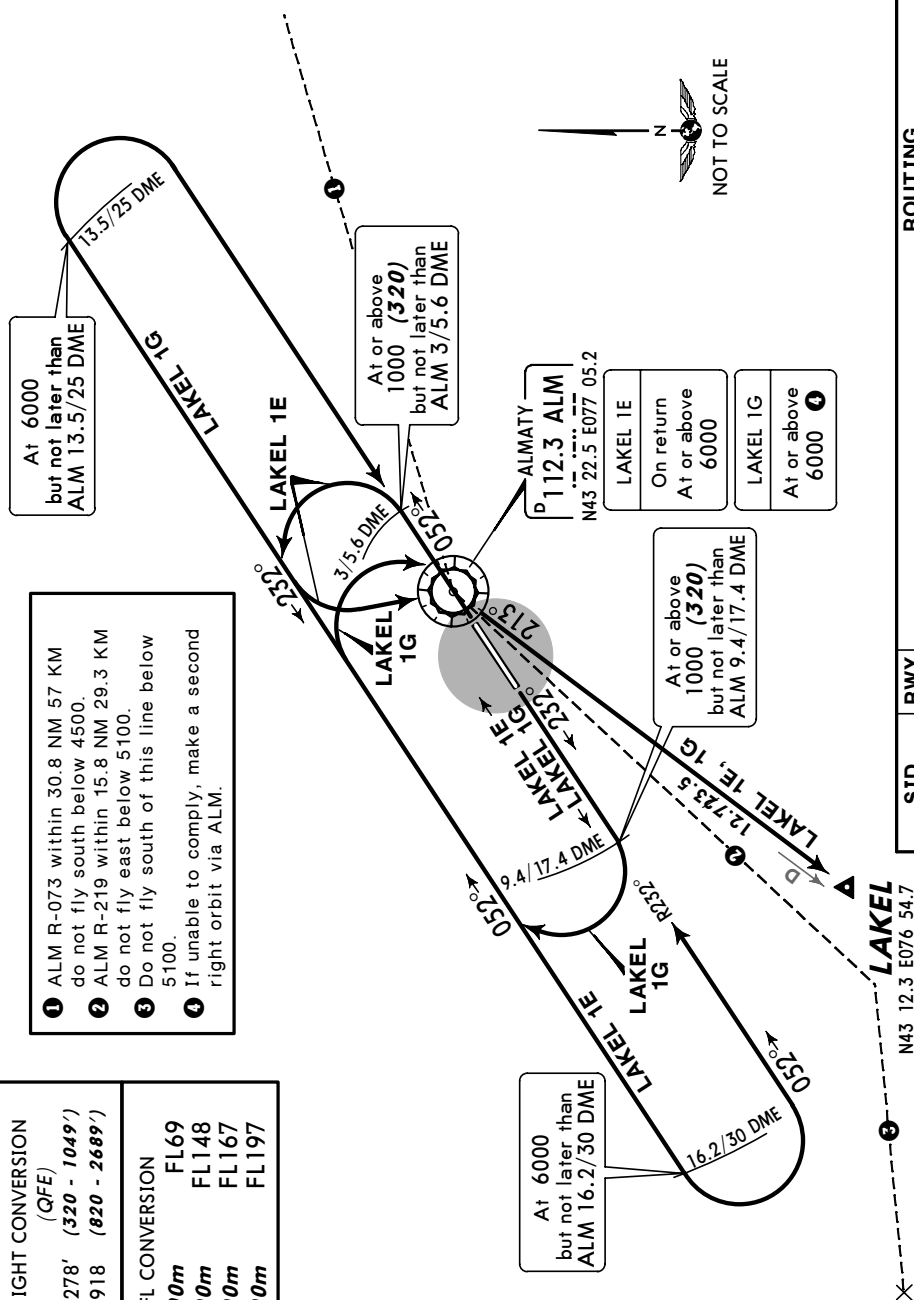 At 6000
but not later than
ALM 13.5/25 DME
13.5/25 DME
LAKEL 1G
LAKEL 1E
At or above
1000 (320)
but not later than
ALM 3/5.6 DME
❶
N
NOT TO SCALE
3/5.6 DME
052°
232°
ALMATY
D 112.3 ALM
N43 22.5 E077 05.2
LAKEL 1E
On return
At or above
6000
LAKEL 1G
At or above
6000 ❹
LAKEL
1G
213°
232°
LAKEL 1E
LAKEL 1G
At or above
1000 (320)
but not later than
ALM 9.4/17.4 DME
9.4/17.4 DME
052°
LAKEL
1G
LAKEL 1E
R232°
LAKEL 1E, 1G
12.7/23.5
❷
D
LAKEL
N43 12.3 E076 54.7
❸
052°
16.2/30 DME
At 6000
but not later than
ALM 16.2/30 DME
❶ ALM R-073 within 30.8 NM 57 KM
do not fly south below 4500.
❷ ALM R-219 within 15.8 NM 29.3 KM
do not fly east below 5100.
❸ Do not fly south of this line below
5100.
❹ If unable to comply, make a second
right orbit via ALM.
IGHT CONVERSION
(QFE)
278' (320 - 1049')
918 (820 - 2689')
FL CONVERSION
0m FL69
0m FL148
0m FL167
0m FL197
SID RWY ROUTING